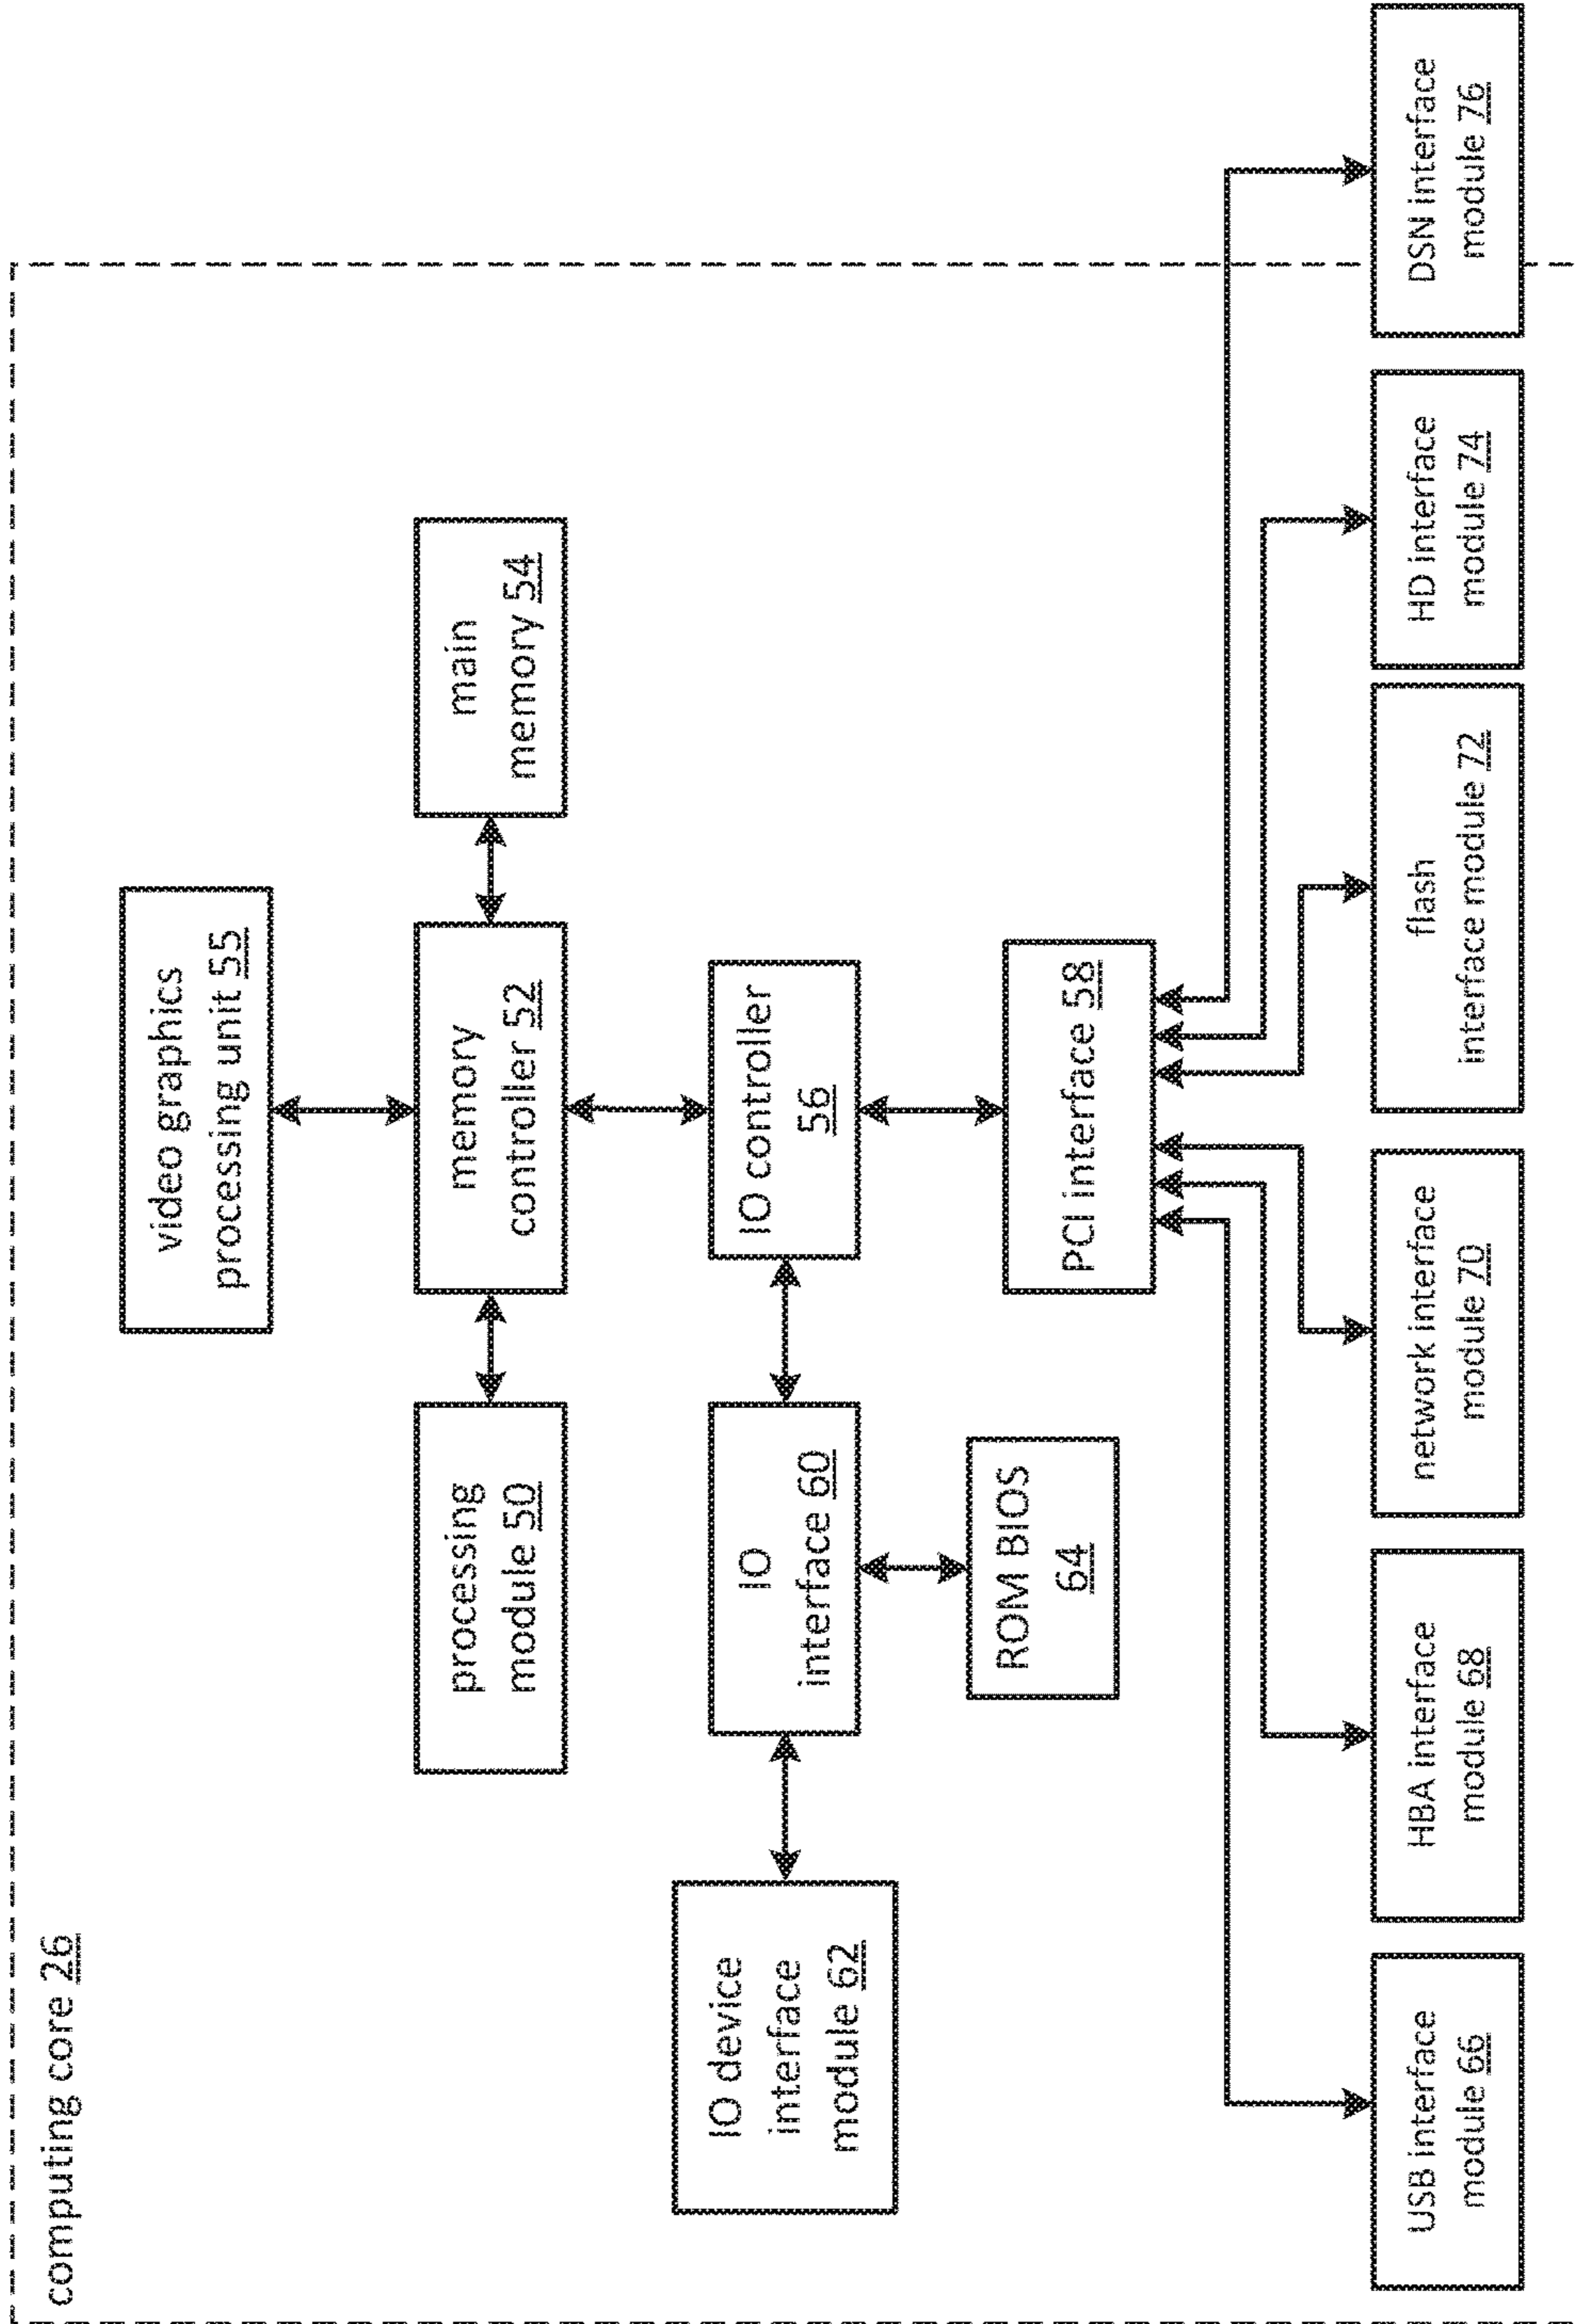 computing core 26
video graphics
processing unit 55
processing
module 50
memory
controller 52
main
memory 54
IO device
interface
module 62
IO
interface 60
IO controller
56
ROM BIOS
64
PCI interface 58
USB interface
module 66
HBA interface
module 68
network interface
module 70
flash
interface module 72
HD interface
module 74
DSN interface
module 76